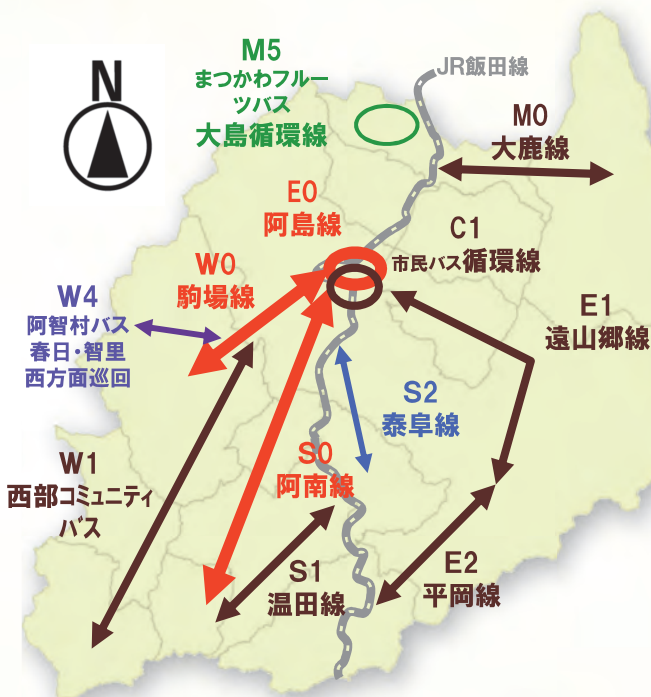 N
M5
まつかわフルー
ツバス
大島循環線
JR飯田線
M0
大鹿線
E0
阿島線
C1
市民バス循環線
W0
駒場線
W4
阿智村バス
春日・智里
西方面巡回
E1
遠山郷線
S2
泰阜線
W1
西部コミュニティ
バス
S0
阿南線
S1
温田線
E2
平岡線